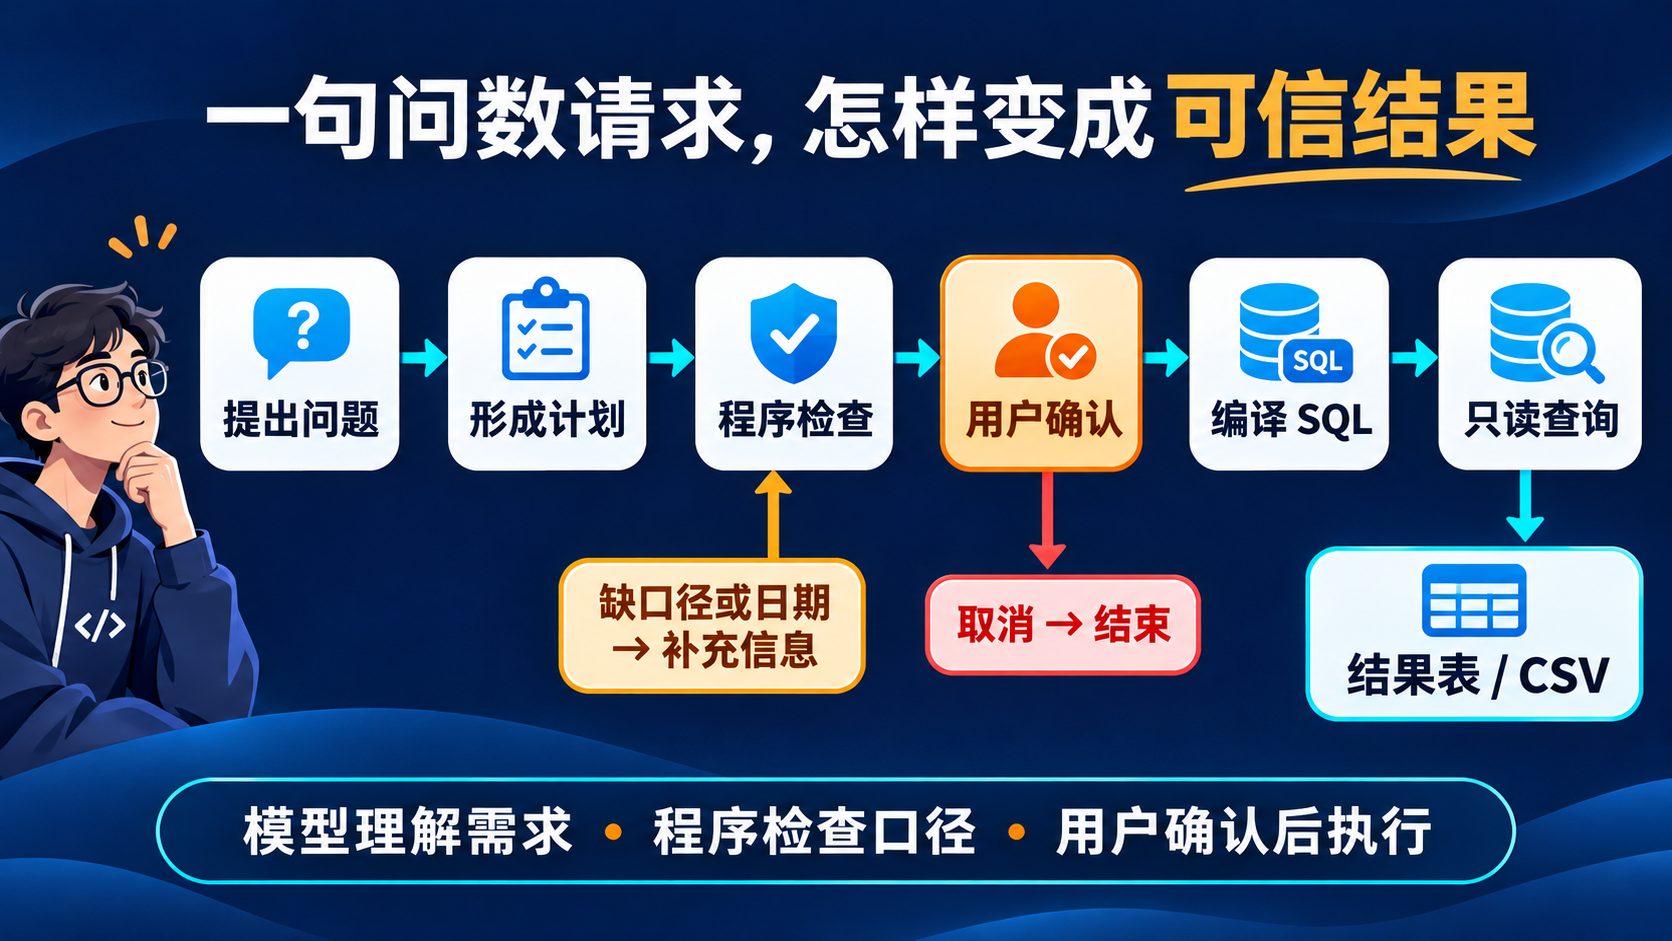 一句问数请求，怎样变成可信结果
?
提出问题
形成计划
程序检查
用户确认
SQL
编译 SQL
只读查询
缺口径或日期
→ 补充信息
取消 → 结束
结果表 / CSV
</>
模型理解需求 • 程序检查口径 • 用户确认后执行